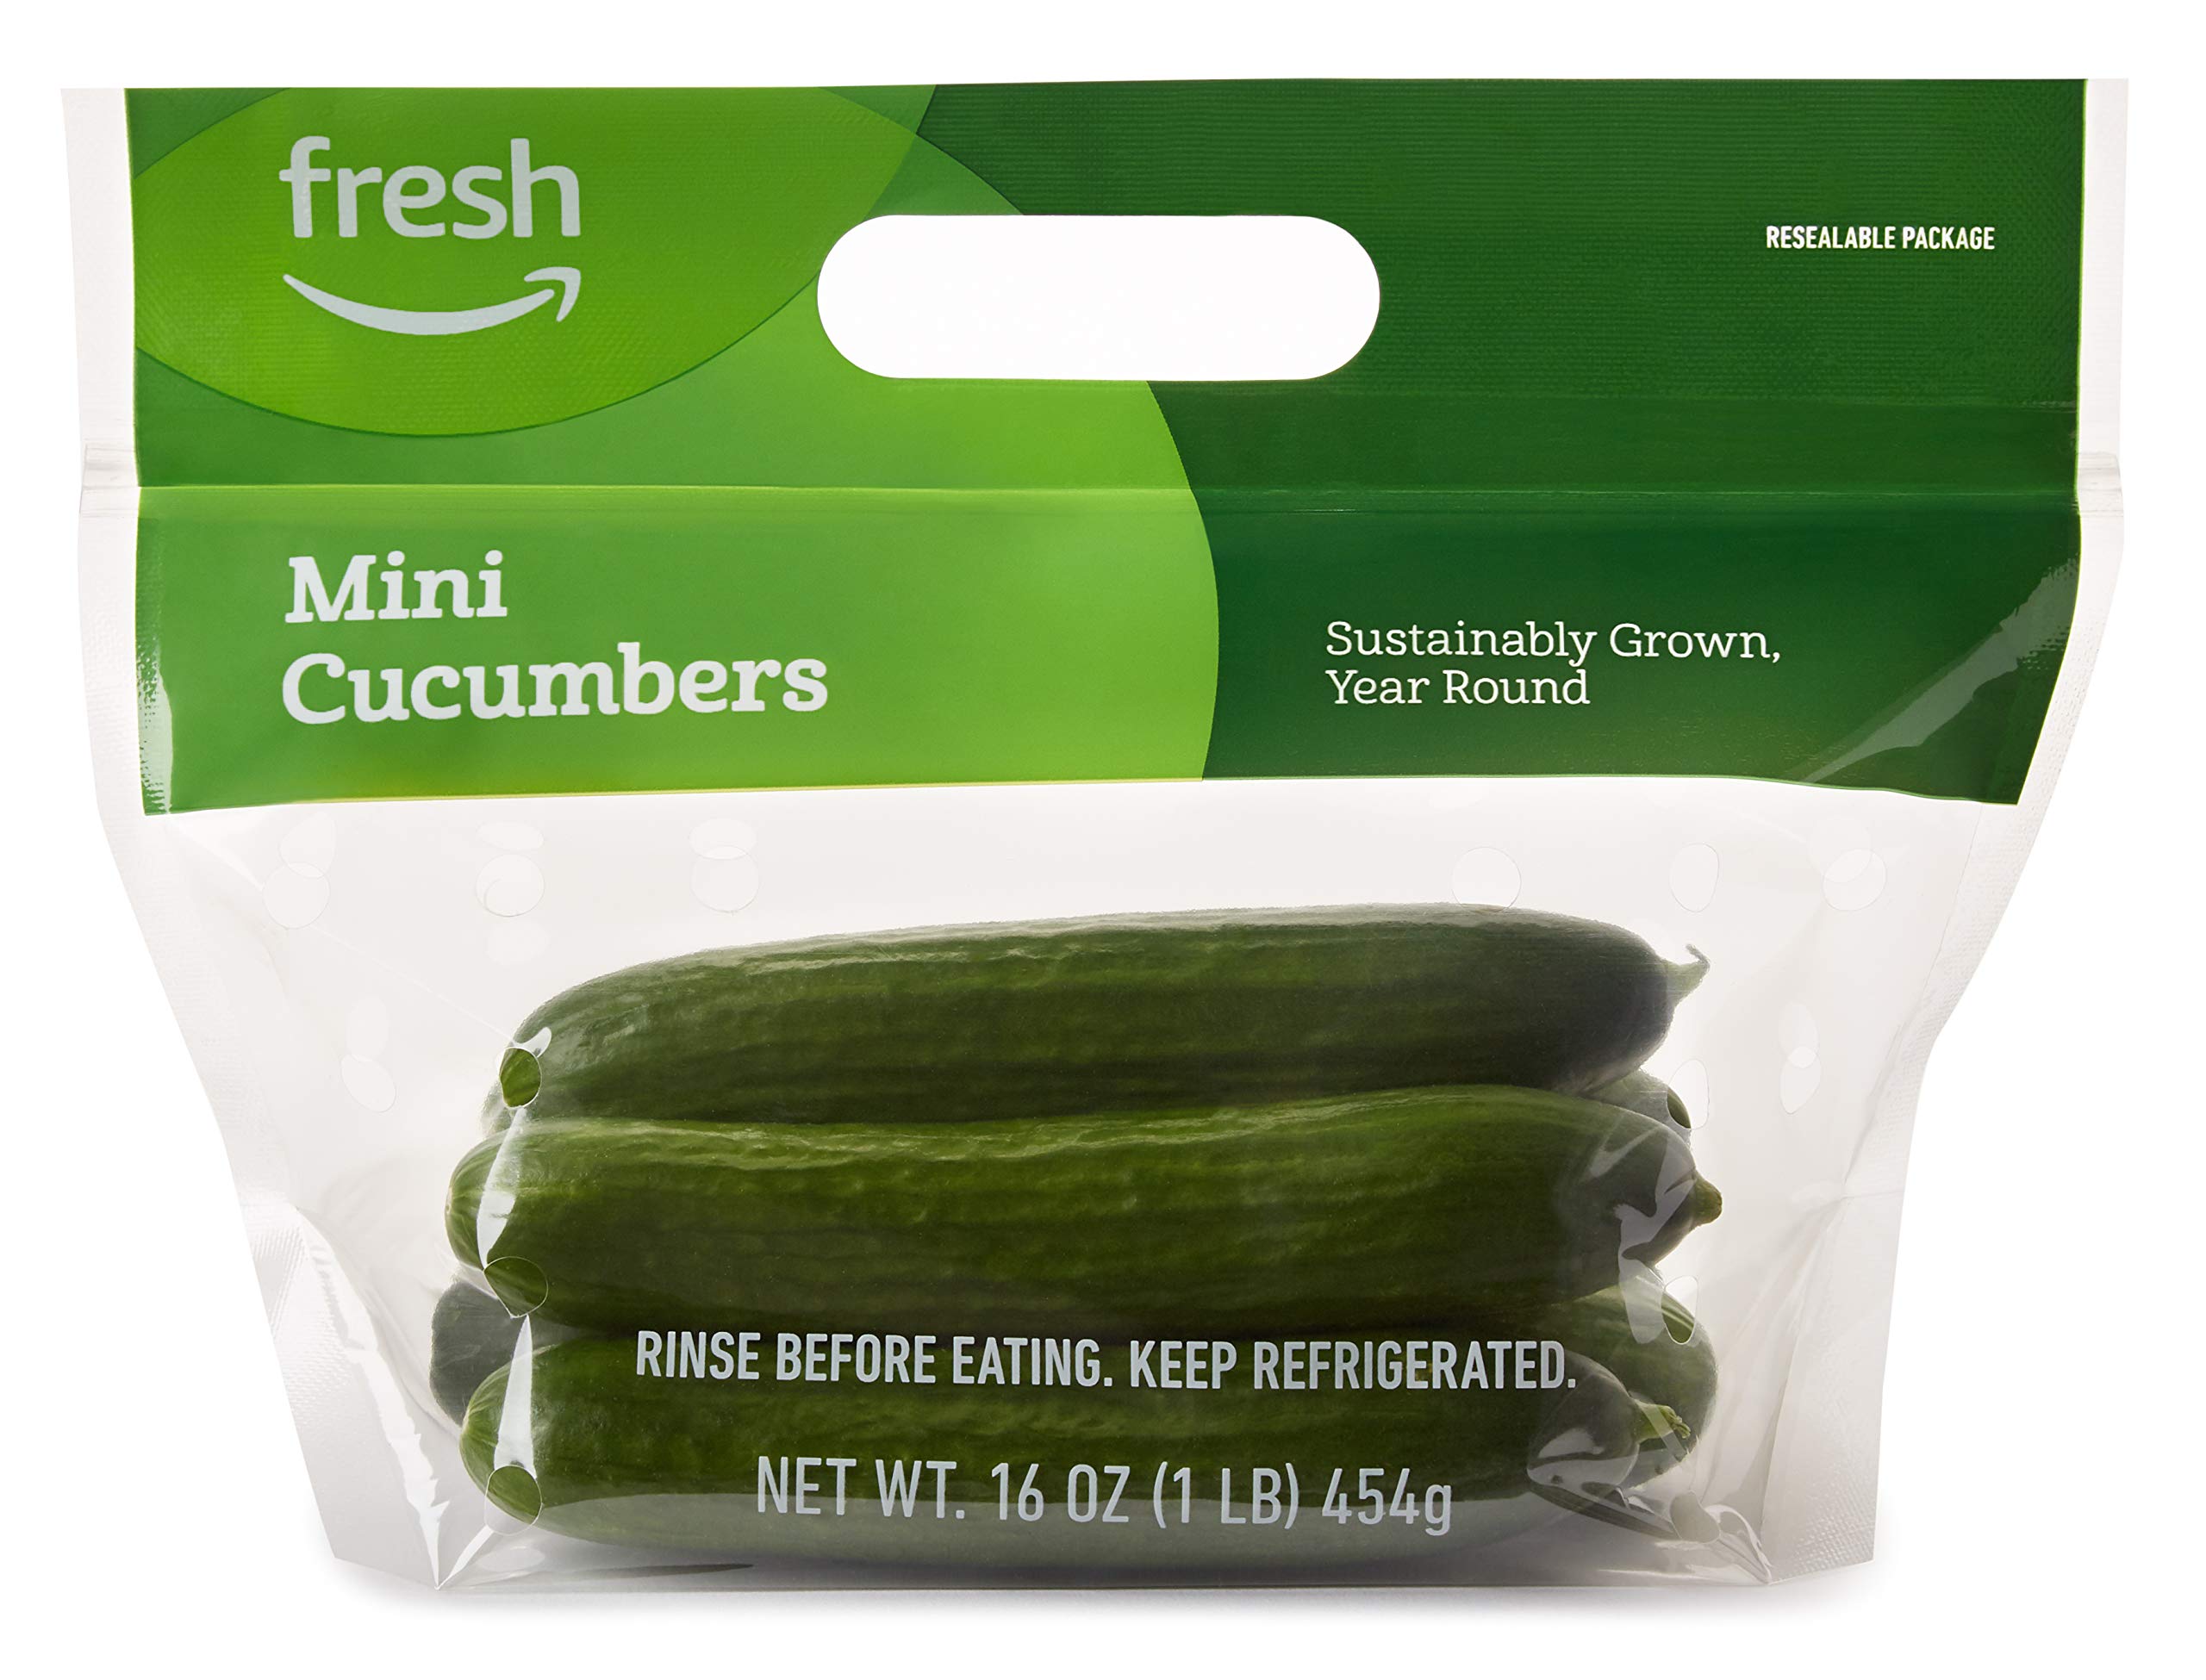 fresh
RESEALABLE PACKAGE
Mini
Cucumbers
Sustainably Grown,
Year Round
RINSE BEFORE EATING. KEEP REFRIGERATED.
NET WT. 16 OZ (1 LB) 454g